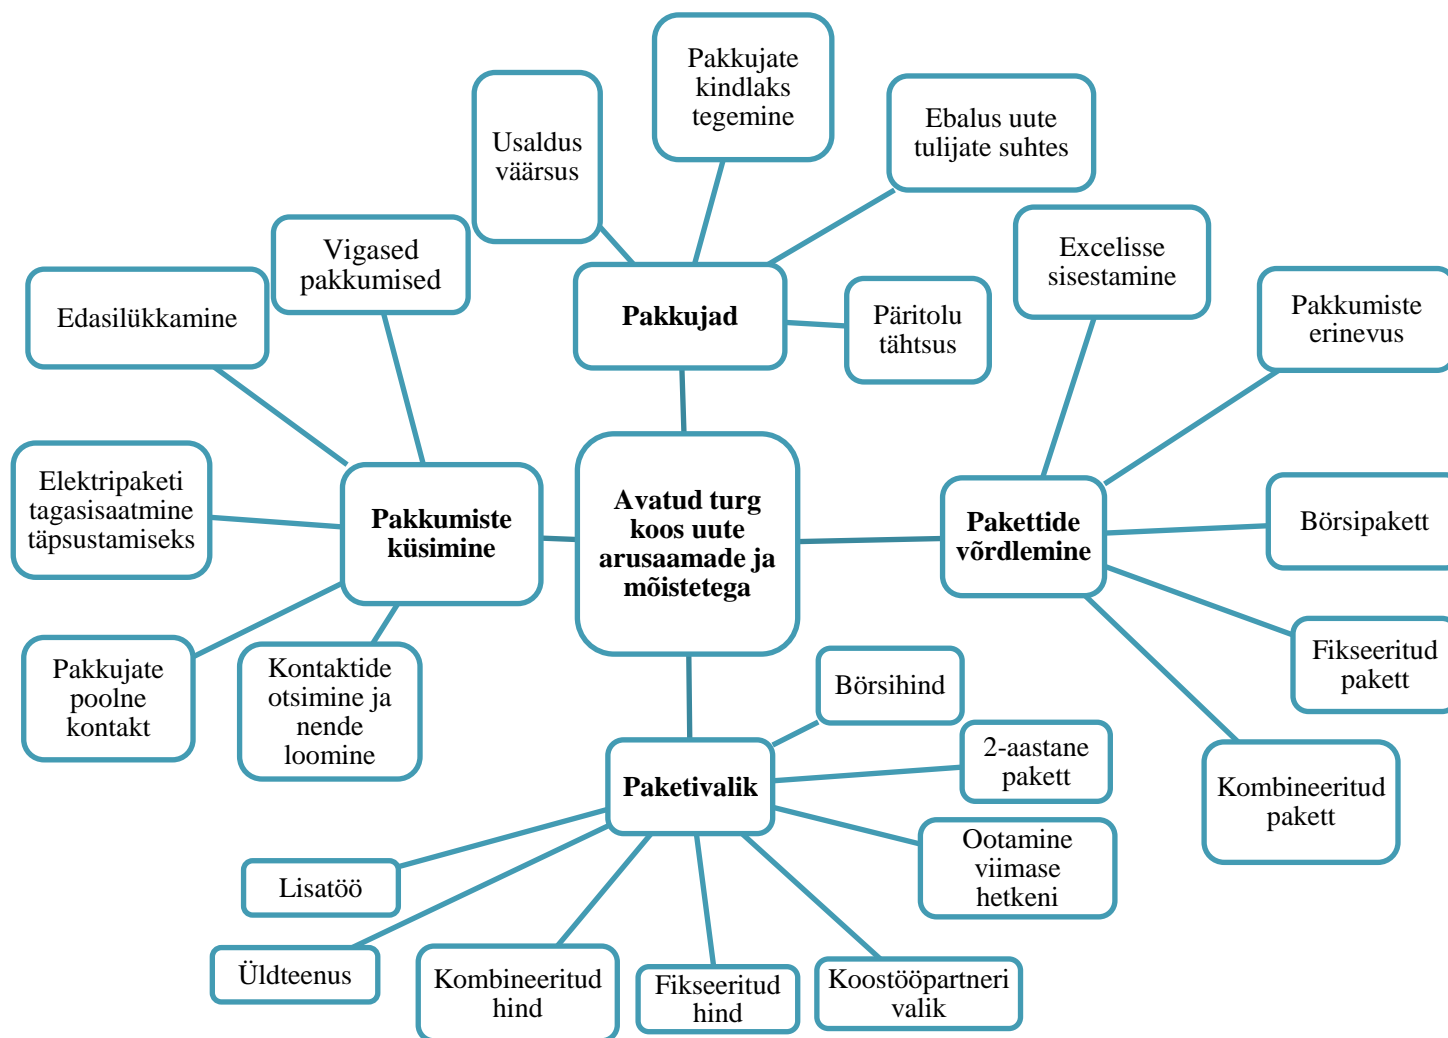 Pakkujate
kindlaks
tegemine
Usaldus
väärsus
Ebalus uute
tulijate suhtes
Vigased
pakkumised
Excelisse
sisestamine
Edasilükkamine
Pakkujad
Päritolu
tähtsus
Pakkumiste
erinevus
Elektripaketi
tagasisaatmine
täpsustamiseks
Pakkumiste
küsimine
Avatud turg
koos uute
arusaamade ja
mõistetega
Pakettide
võrdlemine
Börsipakett
Pakkujate
poolne
kontakt
Kontaktide
otsimine ja
nende
loomine
Börsihind
Fikseeritud
pakett
2-aastane
pakett
Paketivalik
Kombineeritud
pakett
Ootamine
viimase
hetkeni
Lisatöö
Üldteenus
Kombineeritud
hind
Fikseeritud
hind
Koostööpartneri
valik